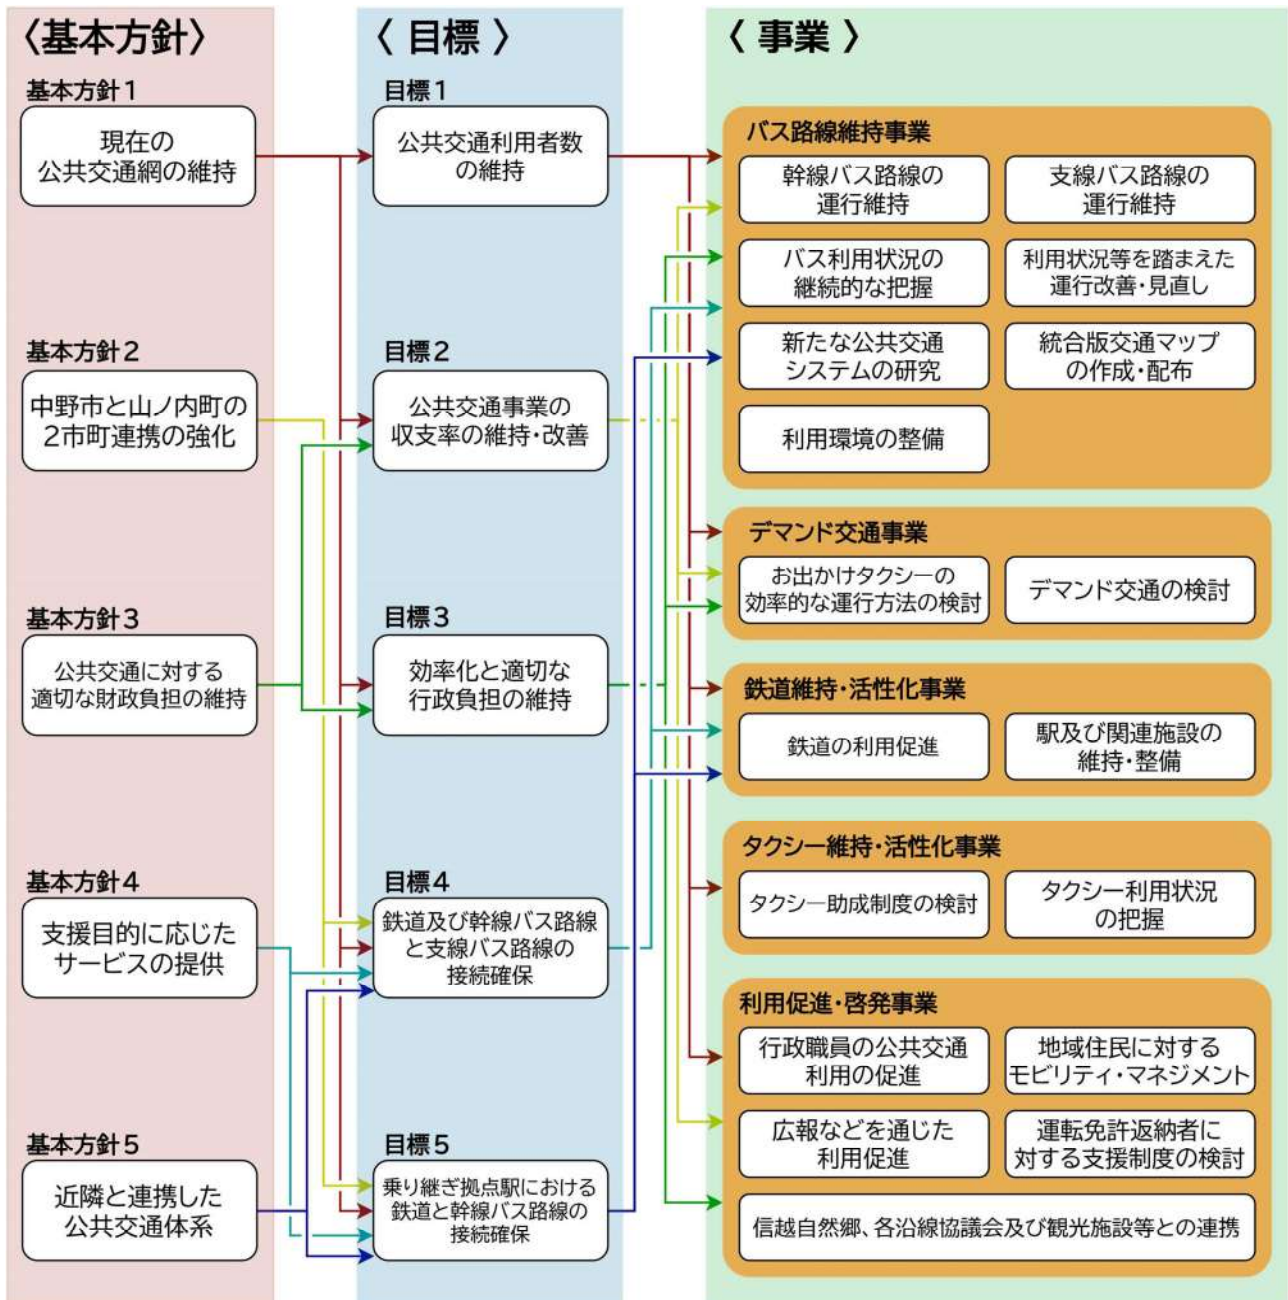 〈基本方針〉
基本方針1
現在の
公共交通網の維持
基本方針2
中野市と山ノ内町の
2市町連携の強化
基本方針3
公共交通に対する
適切な財政負担の維持
基本方針4
支援目的に応じた
サービスの提供
基本方針5
近隣と連携した
公共交通体系
〈 目標 〉
目標1
公共交通利用者数
の維持
目標2
公共交通事業の
収支率の維持・改善
目標3
効率化と適切な
行政負担の維持
目標4
鉄道及び幹線バス路線
と支線バス路線の
接続確保
目標5
乗り継ぎ拠点駅における
鉄道と幹線バス路線の
接続確保
〈 事業 〉
バス路線維持事業
幹線バス路線の
運行維持
支線バス路線の
運行維持
バス利用状況の
継続的な把握
利用状況等を踏まえた
運行改善・見直し
新たな公共交通
システムの研究
統合版交通マップ
の作成・配布
利用環境の整備
デマンド交通事業
お出かけタクシーの
効率的な運行方法の検討
デマンド交通の検討
鉄道維持・活性化事業
鉄道の利用促進
駅及び関連施設の
維持・整備
タクシー維持・活性化事業
タクシー助成制度の検討
タクシー利用状況
の把握
利用促進・啓発事業
行政職員の公共交通
利用の促進
地域住民に対する
モビリティ・マネジメント
広報などを通じた
利用促進
運転免許返納者に
対する支援制度の検討
信越自然郷、各沿線協議会及び観光施設等との連携